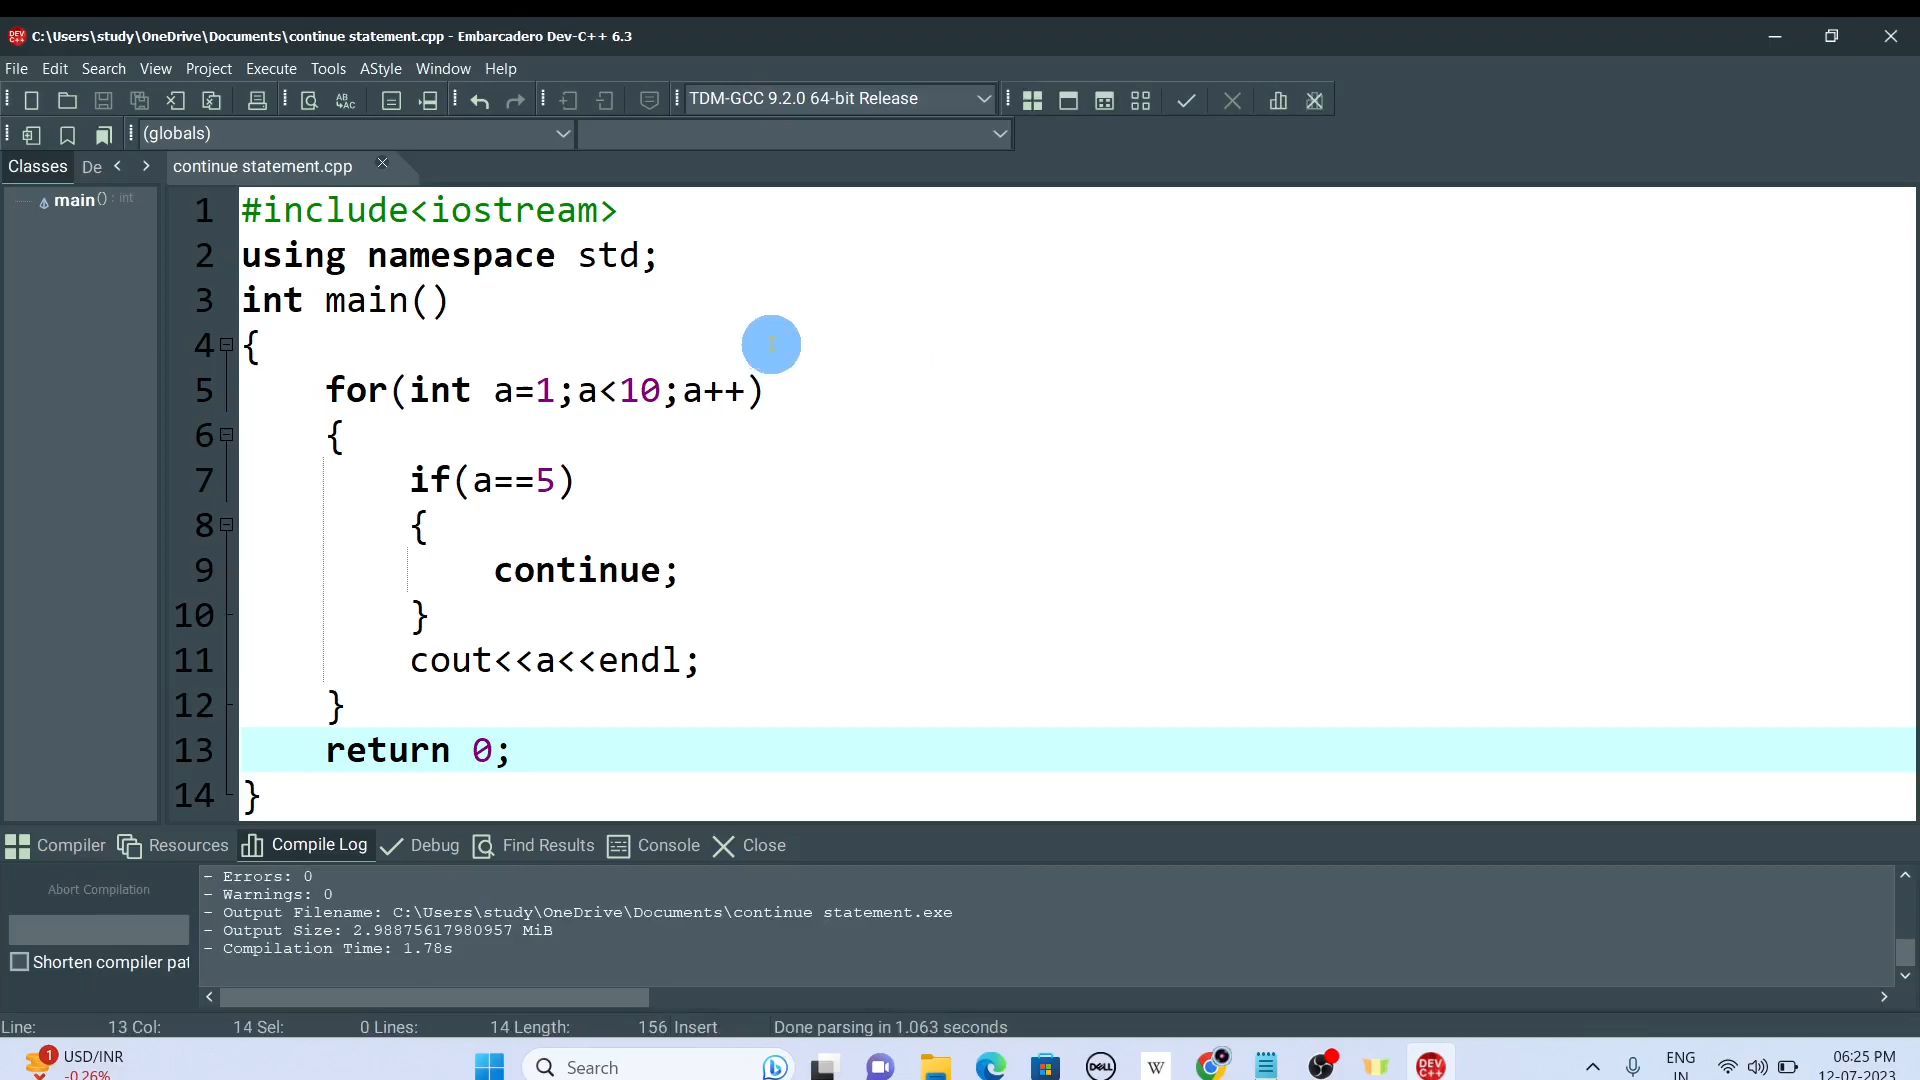 C:\Users\study\OneDrive\Documents\continue statement.cpp - Embarcadero Dev-C++ 6.3
File Edit Search View Project Execute Tools AStyle Window Help
TDM-GCC 9.2.0 64-bit Release
(globals)
Classes De continue statement.cpp
main() : int
1 #include<iostream>
2 using namespace std;
3 int main()
4 {
5 for(int a=1;a<10;a++)
6 {
7 if(a==5)
8 {
9 continue;
10 }
11 cout<<a<<endl;
12 }
13 return 0;
14 }
Compiler Resources Compile Log Debug Find Results Console Close
Abort Compilation
Shorten compiler pat
- Errors: 0
- Warnings: 0
- Output Filename: C:\Users\study\OneDrive\Documents\continue statement.exe
- Output Size: 2.98875617980957 MiB
- Compilation Time: 1.78s
Line: 13 Col: 14 Sel: 0 Lines: 14 Length: 156 Insert Done parsing in 1.063 seconds
1 USD/INR
-0.26%
Search
DELL
W
DEV C++
ENG
IN
06:25 PM
12-07-2023